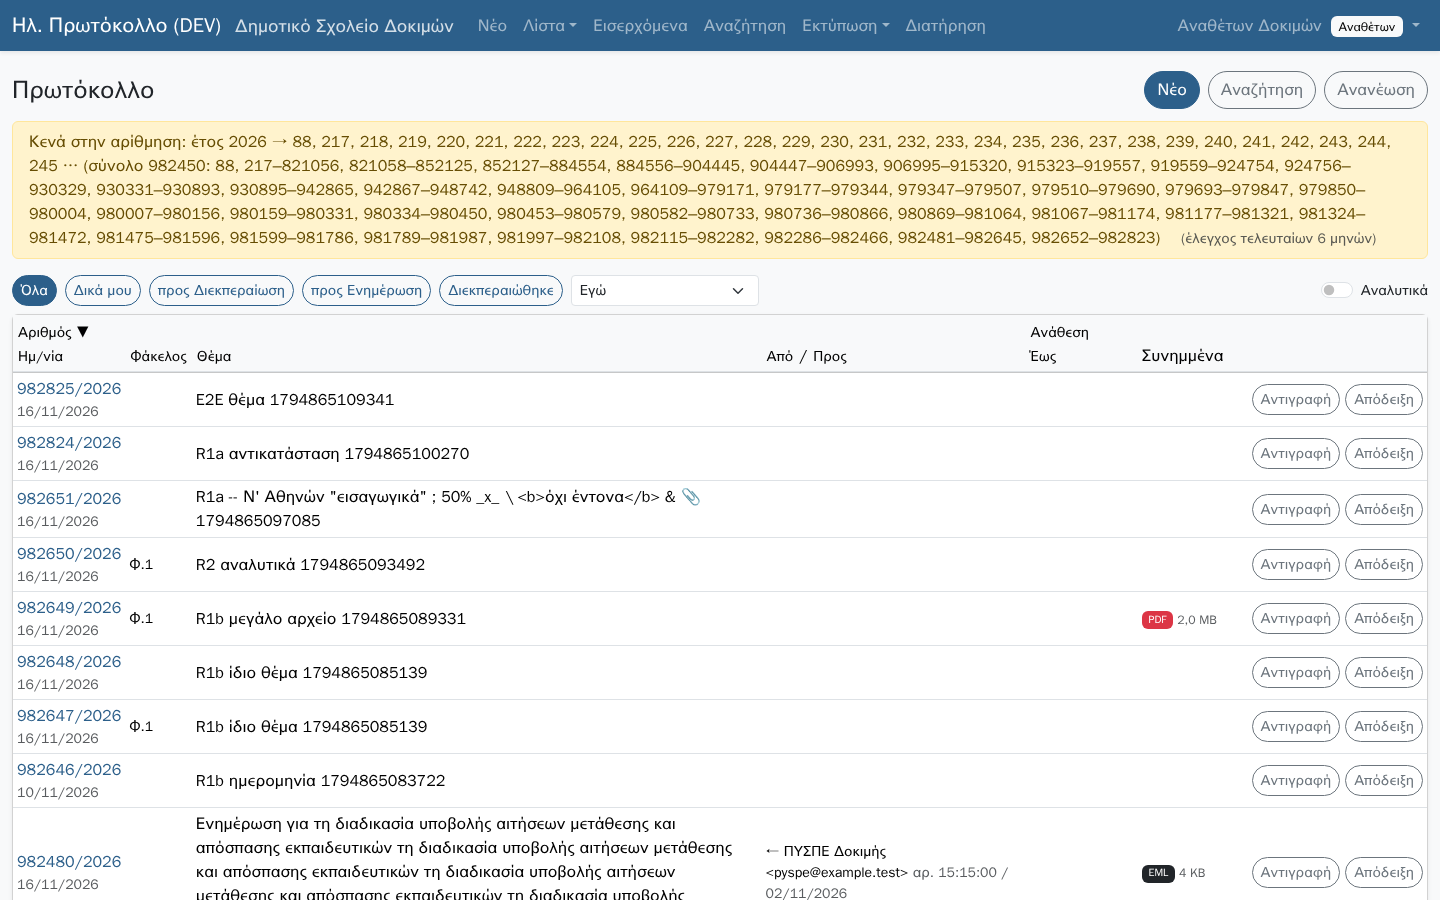 Ηλ. Πρωτόκολλο (DEV) Δημοτικό Σχολείο Δοκιμών Νέο Λίστα Εισερχόμενα Αναζήτηση Εκτύπωση Διατήρηση Αναθέτων Δοκιμών Αναθέτων
Πρωτόκολλο Νέο Αναζήτηση Ανανέωση
Κενά στην αρίθμηση: έτος 2026 → 88, 217, 218, 219, 220, 221, 222, 223, 224, 225, 226, 227, 228, 229, 230, 231, 232, 233, 234, 235, 236, 237, 238, 239, 240, 241, 242, 243, 244,
245 ··· (σύνολο 982450: 88, 217–821056, 821058–852125, 852127–884554, 884556–904445, 904447–906993, 906995–915320, 915323–919557, 919559–924754, 924756–
930329, 930331–930893, 930895–942865, 942867–948742, 948809–964105, 964109–979171, 979177–979344, 979347–979507, 979510–979690, 979693–979847, 979850–
980004, 980007–980156, 980159–980331, 980334–980450, 980453–980579, 980582–980733, 980736–980866, 980869–981064, 981067–981174, 981177–981321, 981324–
981472, 981475–981596, 981599–981786, 981789–981987, 981997–982108, 982115–982282, 982286–982466, 982481–982645, 982652–982823) (έλεγχος τελευταίων 6 μηνών)
Όλα Δικά μου προς Διεκπεραίωση προς Ενημέρωση Διεκπεραιώθηκε Εγώ Αναλυτικά
Αριθμός ▼ Ανάθεση
Ημ/νία Φάκελος Θέμα Από / Προς Έως Συνημμένα
982825/2026
16/11/2026 E2E θέμα 1794865109341 Αντιγραφή Απόδειξη
982824/2026
16/11/2026 R1a αντικατάσταση 1794865100270 Αντιγραφή Απόδειξη
982651/2026
16/11/2026 R1a -- Ν' Αθηνών "εισαγωγικά" ; 50% _x_ \ <b>όχι έντονα</b> & 📎
1794865097085 Αντιγραφή Απόδειξη
982650/2026
16/11/2026 Φ.1 R2 αναλυτικά 1794865093492 Αντιγραφή Απόδειξη
982649/2026
16/11/2026 Φ.1 R1b μεγάλο αρχείο 1794865089331 PDF 2,0 MB Αντιγραφή Απόδειξη
982648/2026
16/11/2026 R1b ίδιο θέμα 1794865085139 Αντιγραφή Απόδειξη
982647/2026
16/11/2026 Φ.1 R1b ίδιο θέμα 1794865085139 Αντιγραφή Απόδειξη
982646/2026
10/11/2026 R1b ημερομηνία 1794865083722 Αντιγραφή Απόδειξη
982480/2026
16/11/2026 Ενημέρωση για τη διαδικασία υποβολής αιτήσεων μετάθεσης και
απόσπασης εκπαιδευτικών τη διαδικασία υποβολής αιτήσεων μετάθεσης
και απόσπασης εκπαιδευτικών τη διαδικασία υποβολής αιτήσεων
μετάθεσης και απόσπασης εκπαιδευτικών τη διαδικασία υποβολής
← ΠΥΣΠΕ Δοκιμής
<pyspe@example.test> αρ. 15:15:00 /
02/11/2026 EML 4 KB Αντιγραφή Απόδειξη